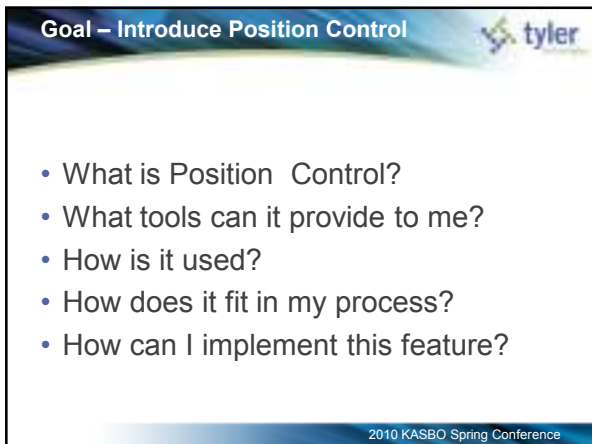 Goal – Introduce Position Control
tyler
• What is Position Control?
• What tools can it provide to me?
• How is it used?
• How does it fit in my process?
• How can I implement this feature?
2010 KASBO Spring Conference